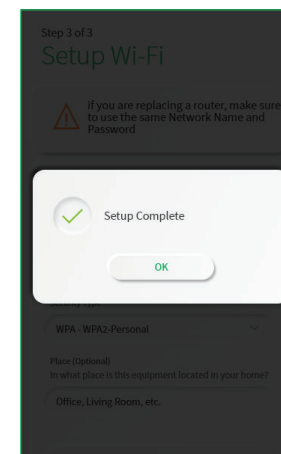 Step 3 of 3
Setup Wi-Fi
if you are replacing a router, make sure
to use the same Network Name and
Password
Setup Complete
OK
Security Type
WPA - WPA2-Personal
Place (Optional)
In what place is this equipment located in your home?
Office, Living Room, etc.